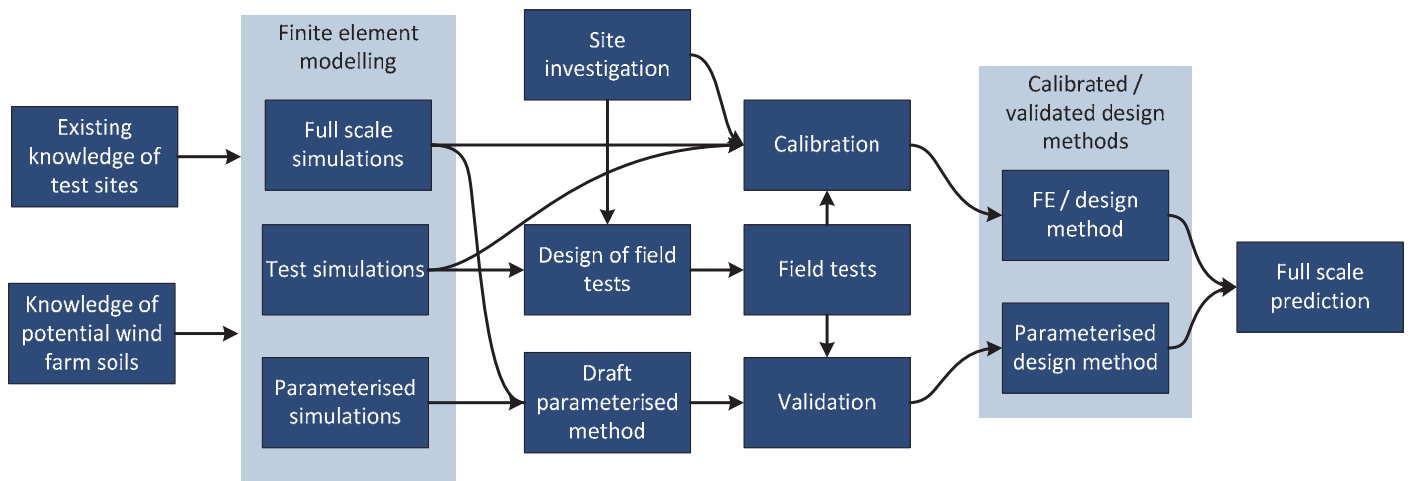 Existing
knowledge of
test sites
Knowledge of
potential wind
farm soils
Finite element
modelling
Full scale
simulations
Test simulations
Parameterised
simulations
Site
investigation
Design of field
tests
Draft
parameterised
method
Calibration
Field tests
Validation
Calibrated /
validated design
methods
FE / design
method
Parameterised
design method
Full scale
prediction